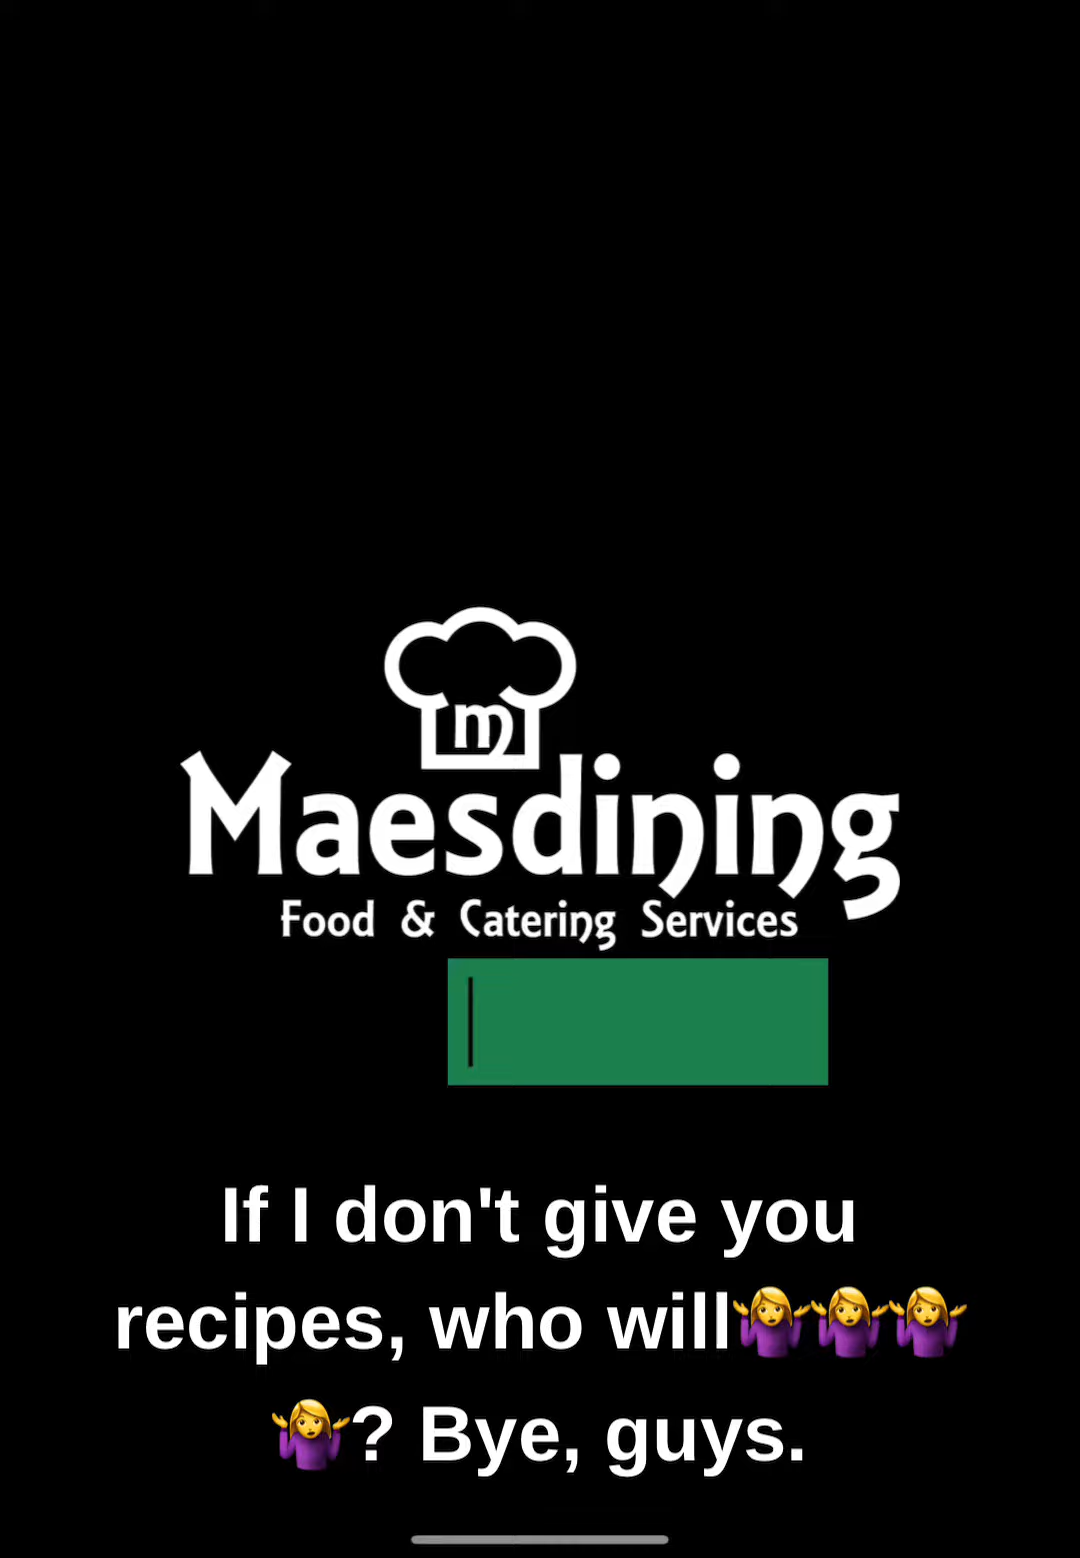 m
Maesdining
Food & Catering Services
If I don't give you
recipes, who will🤷‍♀️🤷‍♀️🤷‍♀️
🤷‍♀️? Bye, guys.